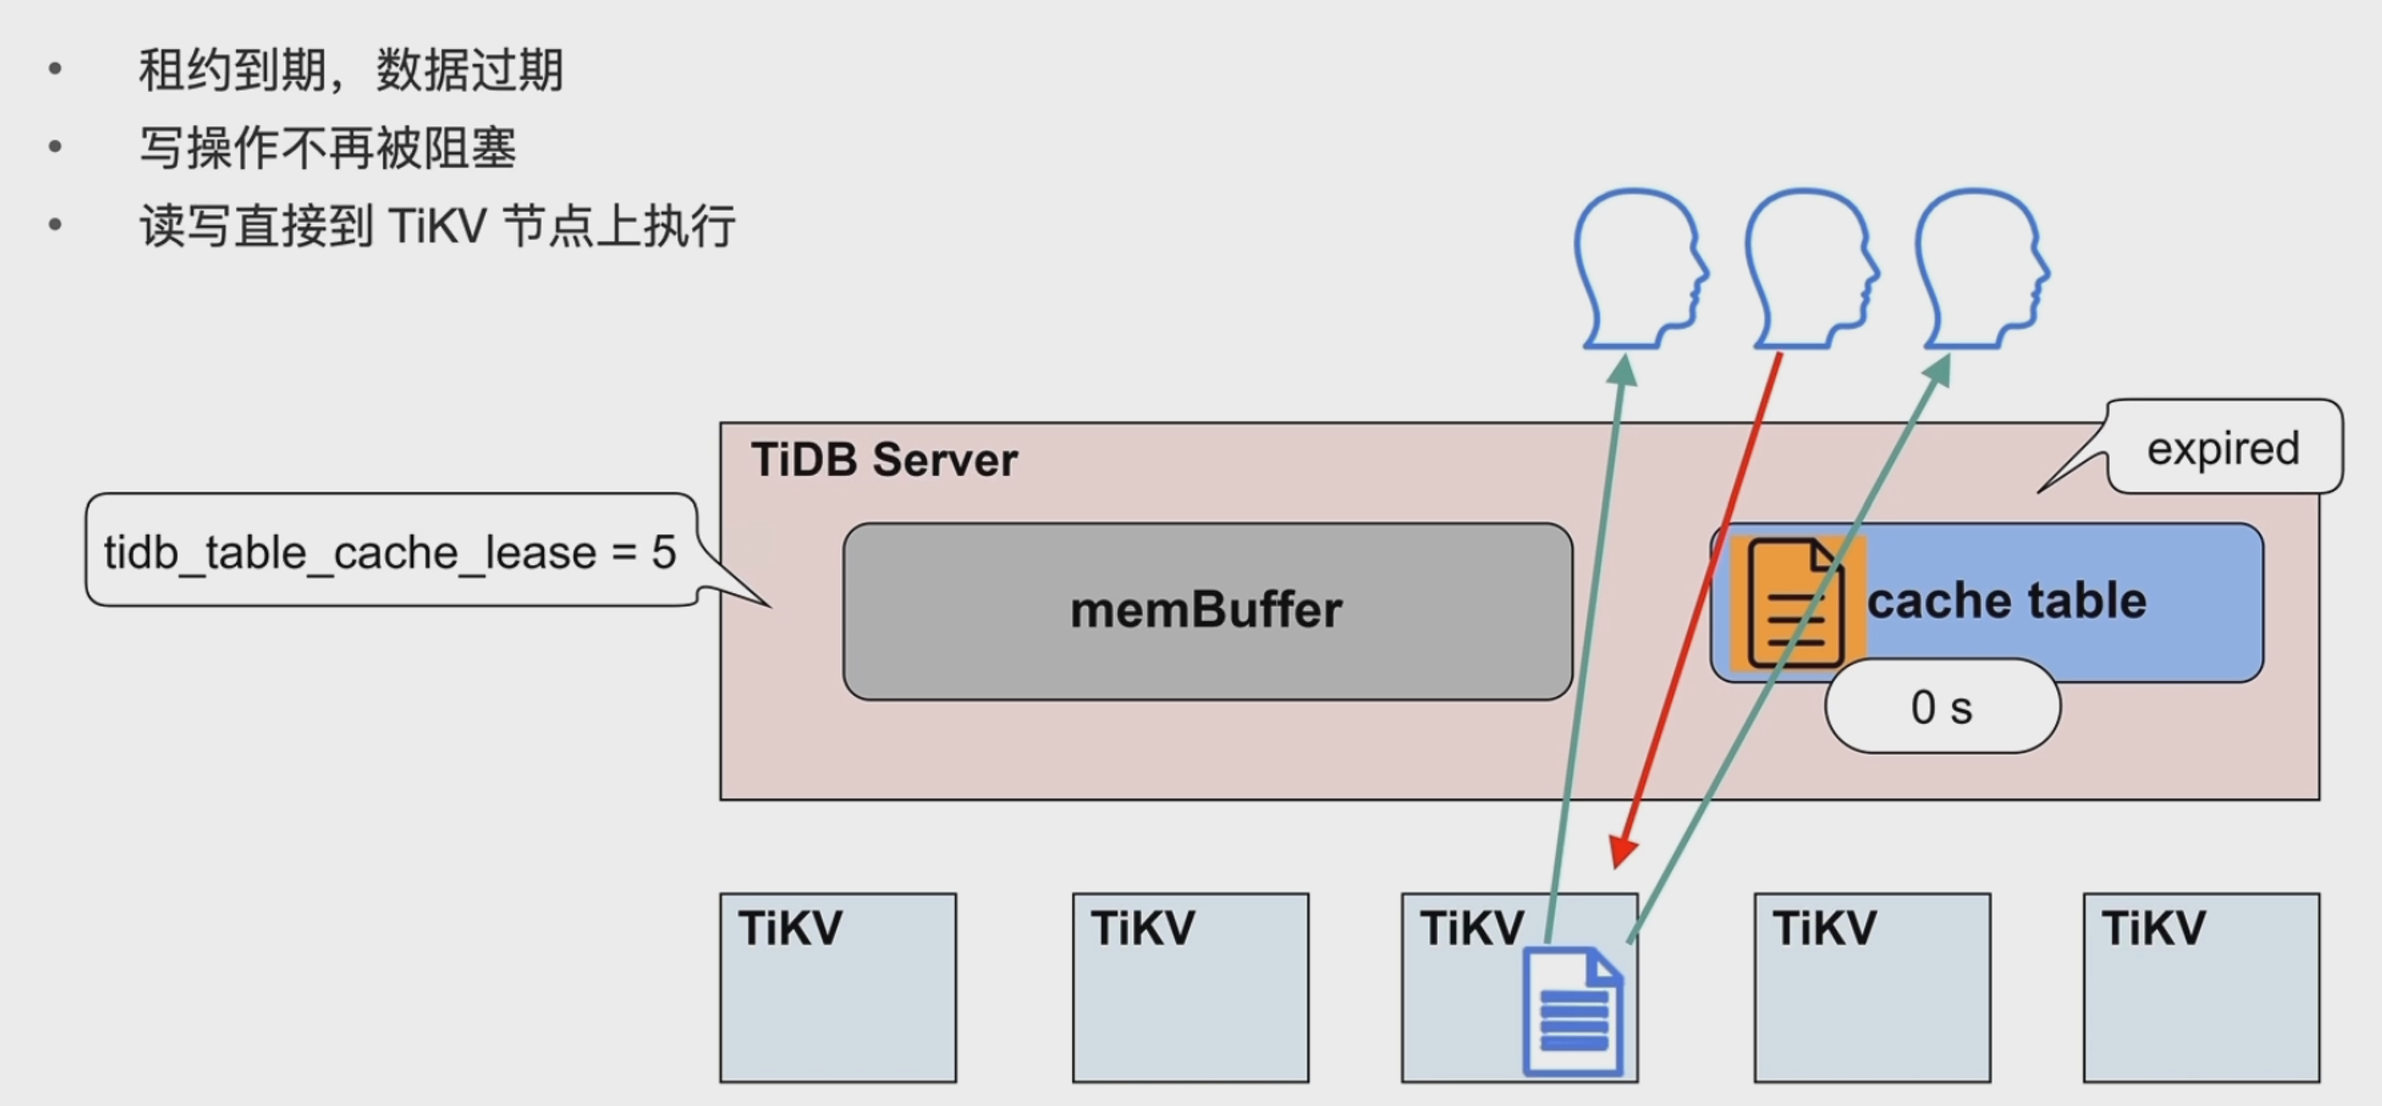 租约到期，数据过期
写操作不再被阻塞
读写直接到 TiKV 节点上执行
expired
TiDB Server
tidb_table_cache_lease = 5
memBuffer
cache table
0 s
TiKV
TiKV
TiKV
TiKV
TiKV